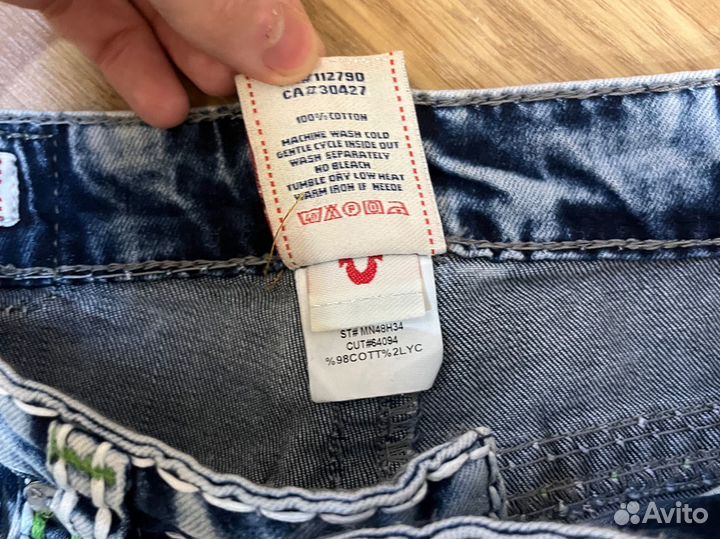 #112790
CA#30427
100% COTTON
MACHINE WASH COLD
GENTLE CYCLE INSIDE OUT
WASH SEPARATELY
NO BLEACH
TUMBLE DRY LOW HEAT
WARM IRON IF NEEDE
ST# MN48H34
CUT#64094
%98COTT%2LYC
Avito